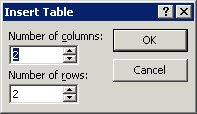 Insert Table
Number of columns:
2
OK
Number of rows:
2
Cancel